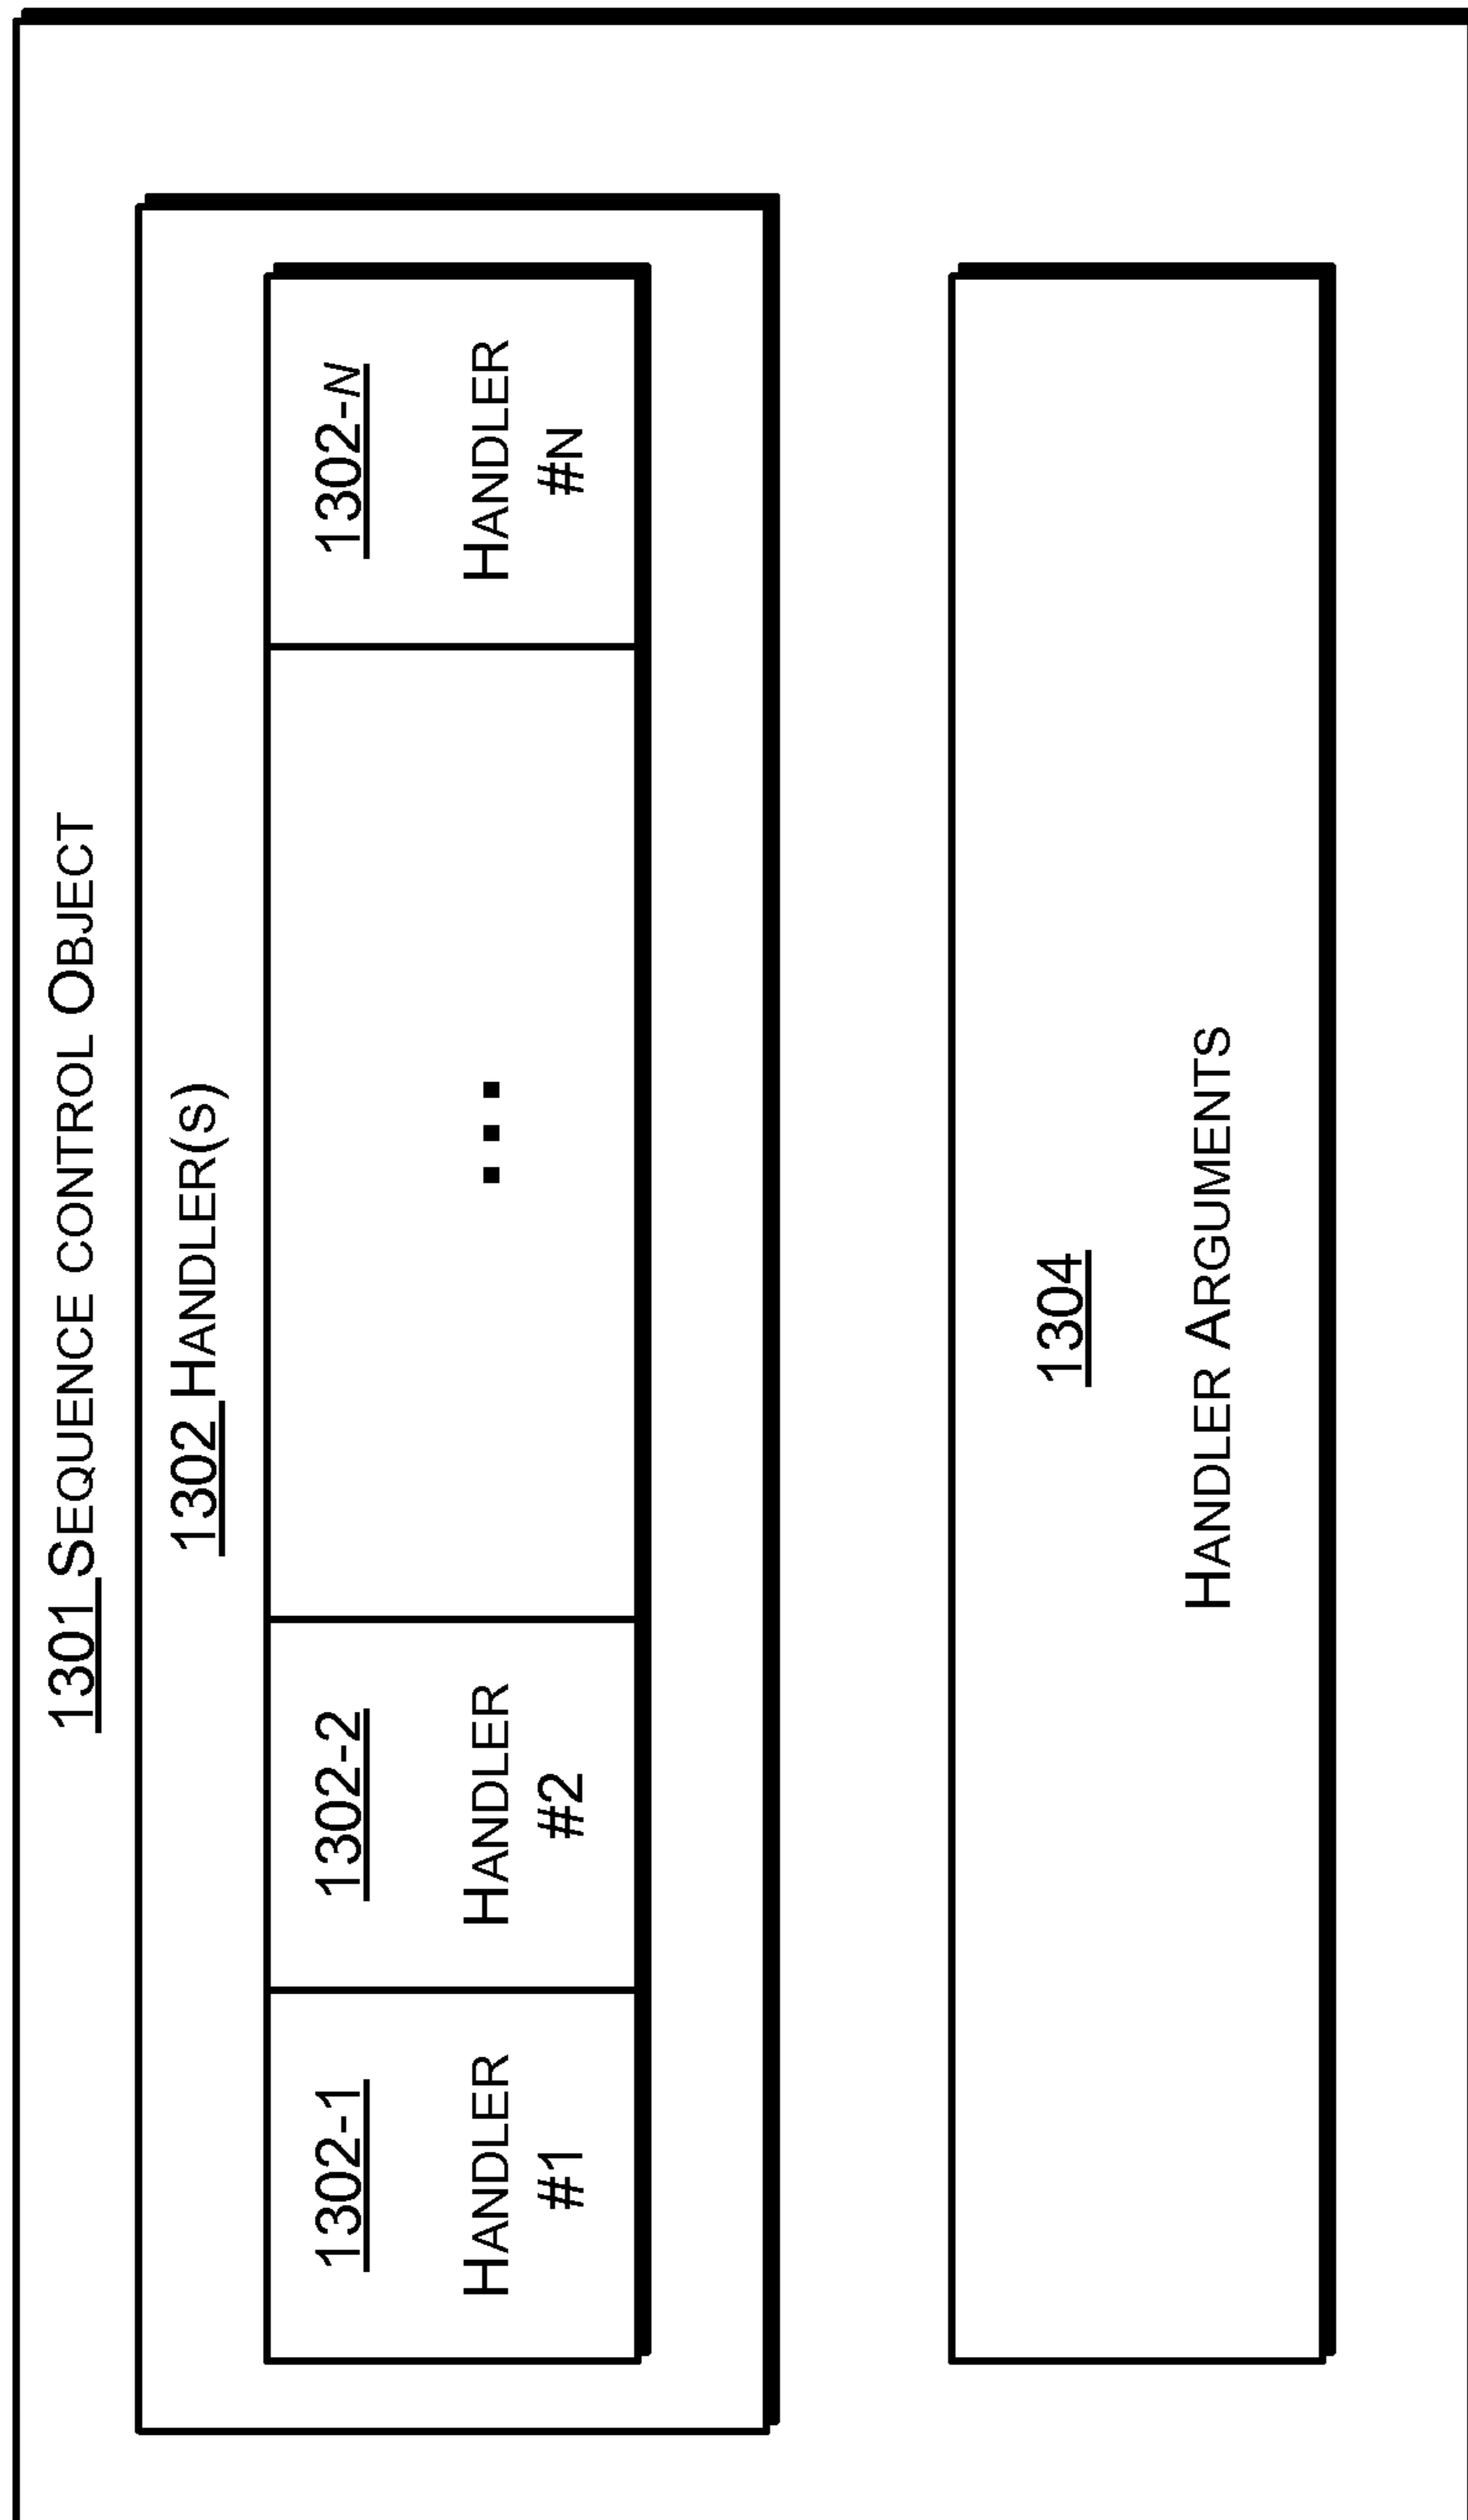 1301 SEQUENCE CONTROL OBJECT
1302 HANDLER(S)
1302-1
HANDLER
#1
1302-2
HANDLER
#2
...
1302-N
HANDLER
#N
1304
HANDLER ARGUMENTS